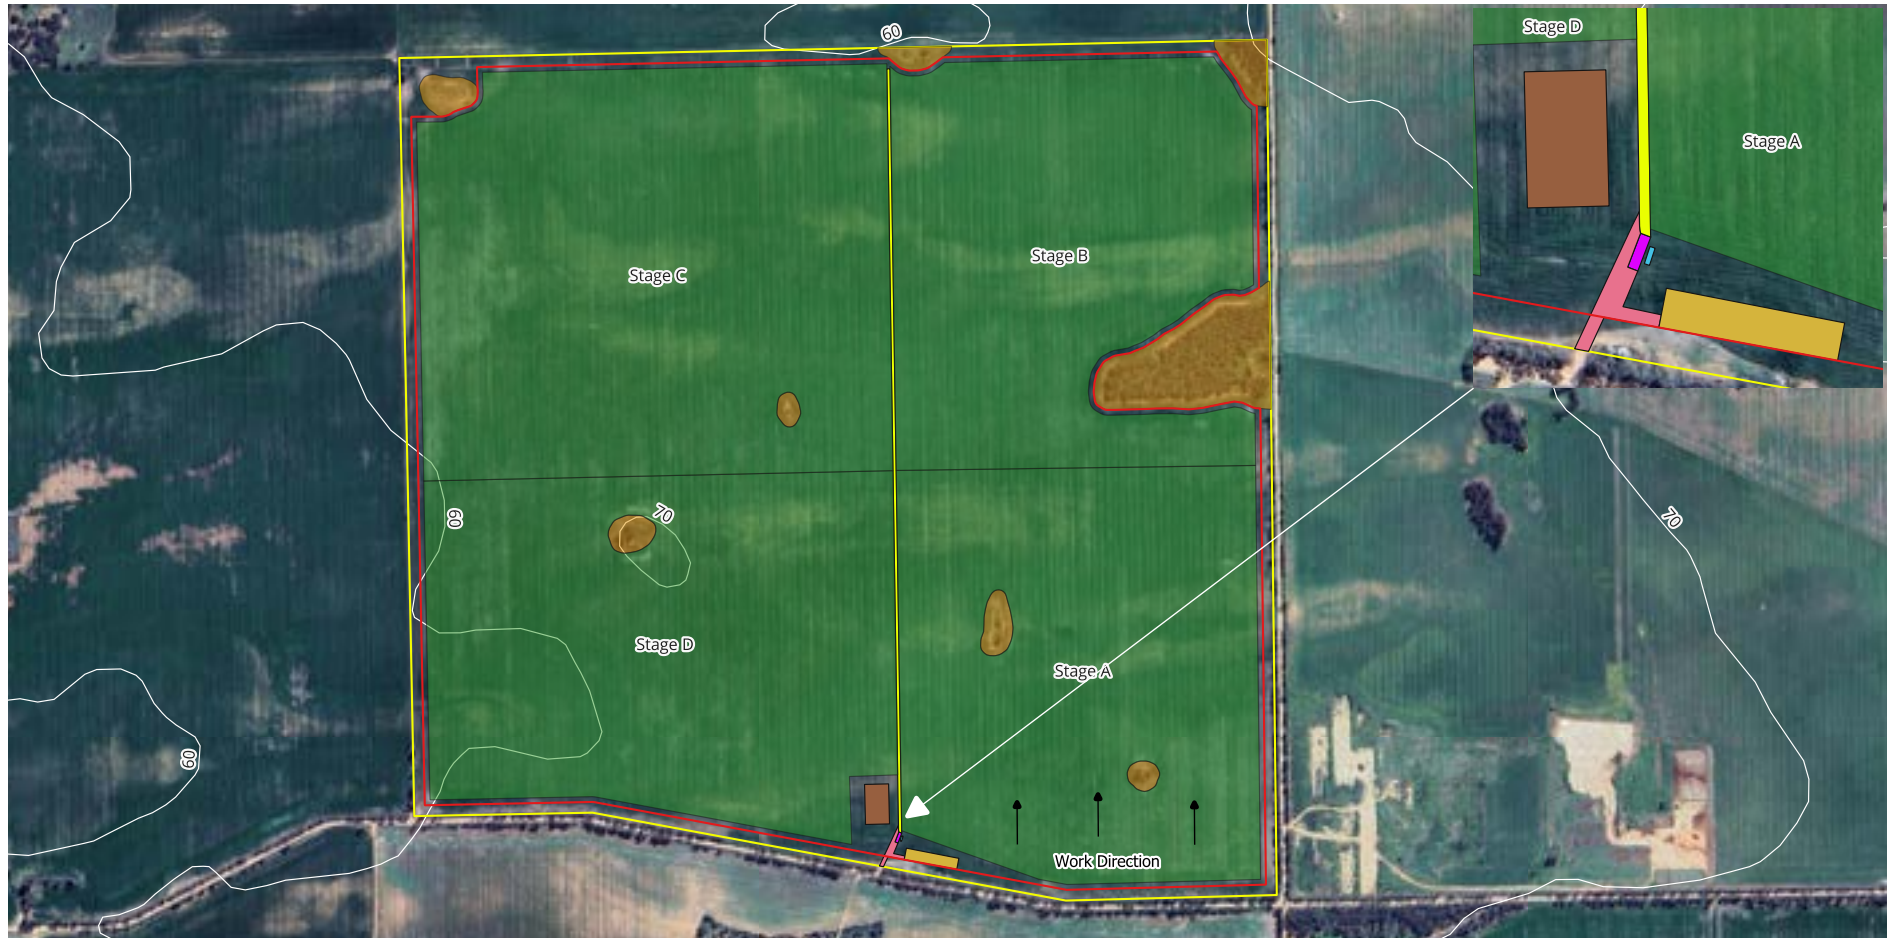 60
Stage D
Stage A
Stage B
Stage C
60
70
70
Stage D
Stage A
60
Work Direction